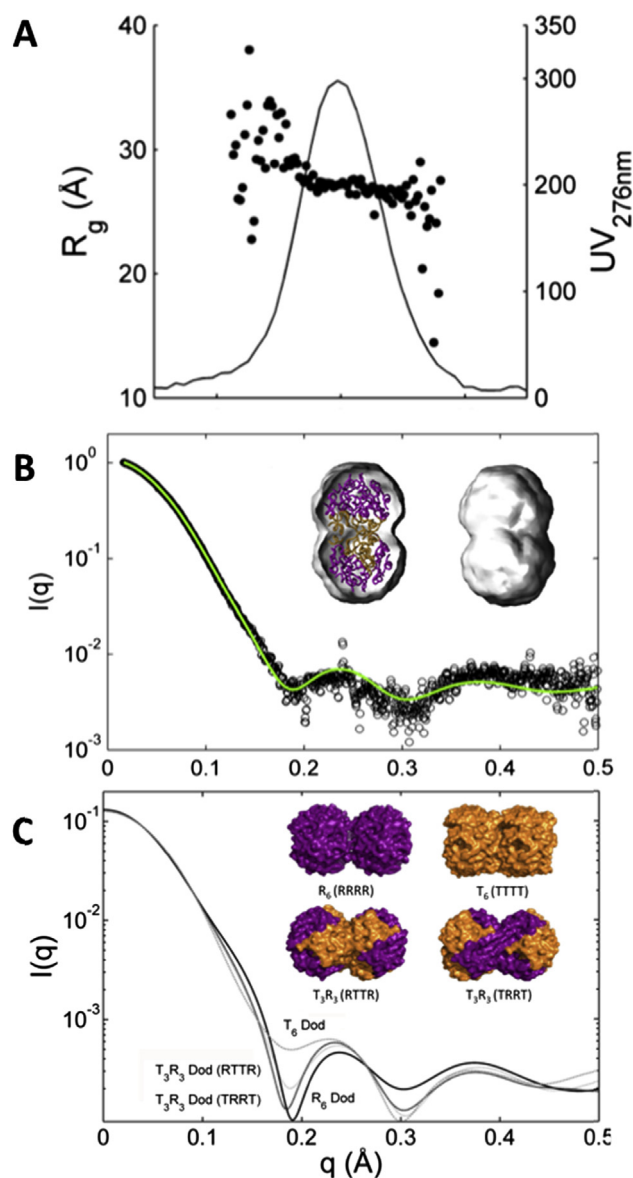 A
40
30
20
10
Rg (Å)
350
300
200
100
0
UV276nm
B
10^0
10^-1
10^-2
10^-3
I(q)
0 0.1 0.2 0.3 0.4 0.5
C
10^-1
10^-2
10^-3
I(q)
R6 (RRRR) T6 (TTTT)
T3R3 (RTTR) T3R3 (TRRT)
T6 Dod
T3R3 Dod (RTTR)
T3R3 Dod (TRRT) R6 Dod
0 0.1 0.2 0.3 0.4 0.5
q (Å)